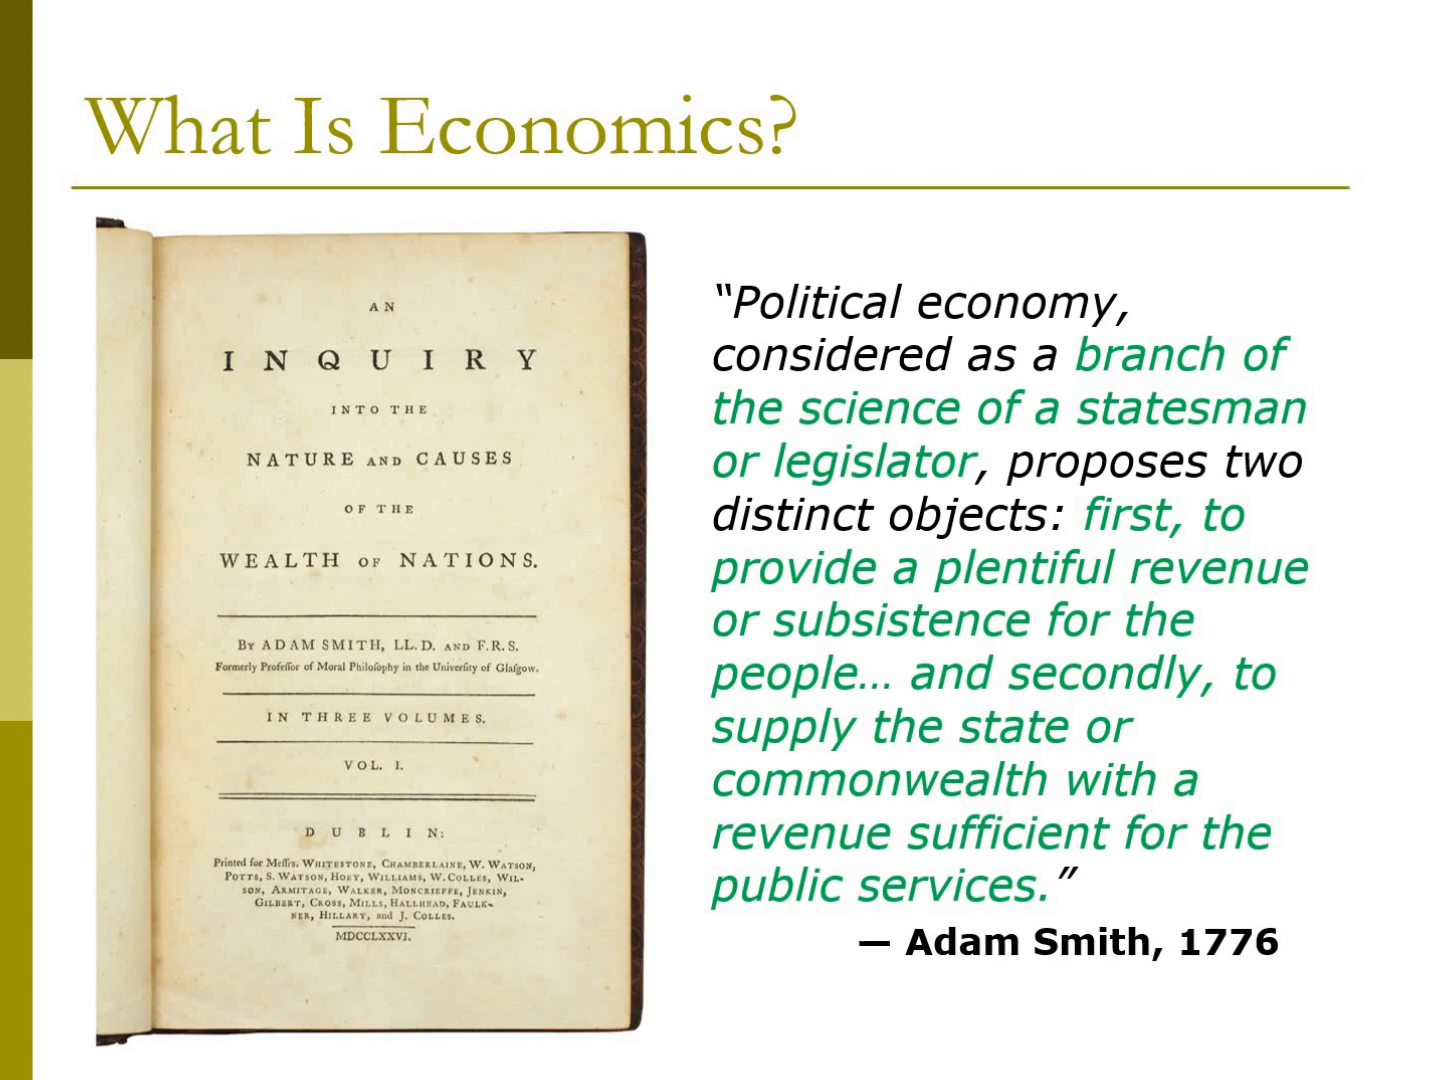 What Is Economics?
AN
INQUIRY
INTO THE
NATURE AND CAUSES
OF THE
WEALTH OF NATIONS.
By ADAM SMITH, LL.D. AND F.R.S.
Formerly Profeſſor of Moral Philoſophy in the Univerſity of Glaſgow.
IN THREE VOLUMES.
VOL. I.
DUBLIN:
Printed for Meſſrs. WHITESTONE, CHAMBERLAINE, W. WATSON,
POTTS, S. WATSON, HOEY, WILLIAMS, W. COLLES, WIL-
SON, ARMITAGE, WALKER, MONCRIEFFE, JENKIN,
GILBERT, CROSS, MILLS, HALLHEAD, FAULK-
NER, HILLARY, and J. COLLES.
MDCCLXXVI.
“Political economy,
considered as a branch of
the science of a statesman
or legislator, proposes two
distinct objects: first, to
provide a plentiful revenue
or subsistence for the
people… and secondly, to
supply the state or
commonwealth with a
revenue sufficient for the
public services.”
— Adam Smith, 1776